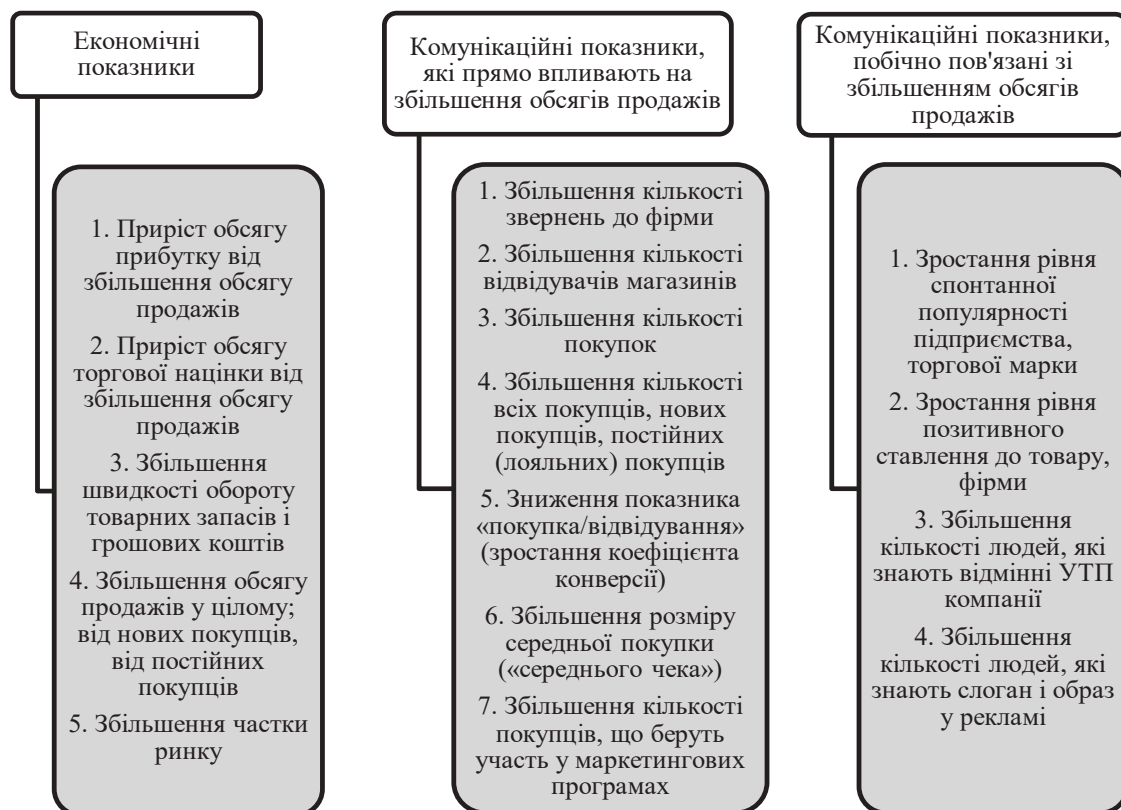 Економічні
показники
1. Приріст обсягу
прибутку від
збільшення обсягу
продажів
2. Приріст обсягу
торгової націнки від
збільшення обсягу
продажів
3. Збільшення
швидкості обороту
товарних запасів і
грошових коштів
4. Збільшення обсягу
продажів у цілому;
від нових покупців,
від постійних
покупців
5. Збільшення частки
ринку
Комунікаційні показники,
які прямо впливають на
збільшення обсягів продажів
1. Збільшення кількості
звернень до фірми
2. Збільшення кількості
відвідувачів магазинів
3. Збільшення кількості
покупок
4. Збільшення кількості
всіх покупців, нових
покупців, постійних
(лояльних) покупців
5. Зниження показника
«покупка/відвідування»
(зростання коефіцієнта
конверсії)
6. Збільшення розміру
середньої покупки
(«середнього чека»)
7. Збільшення кількості
покупців, що беруть
участь у маркетингових
програмах
Комунікаційні показники,
побічно пов'язані зі
збільшенням обсягів
продажів
1. Зростання рівня
спонтанної
популярності
підприємства,
торгової марки
2. Зростання рівня
позитивного
ставлення до товару,
фірми
3. Збільшення
кількості людей, які
знають відмінні УТП
компанії
4. Збільшення
кількості людей, які
знають слоган і образ
у рекламі